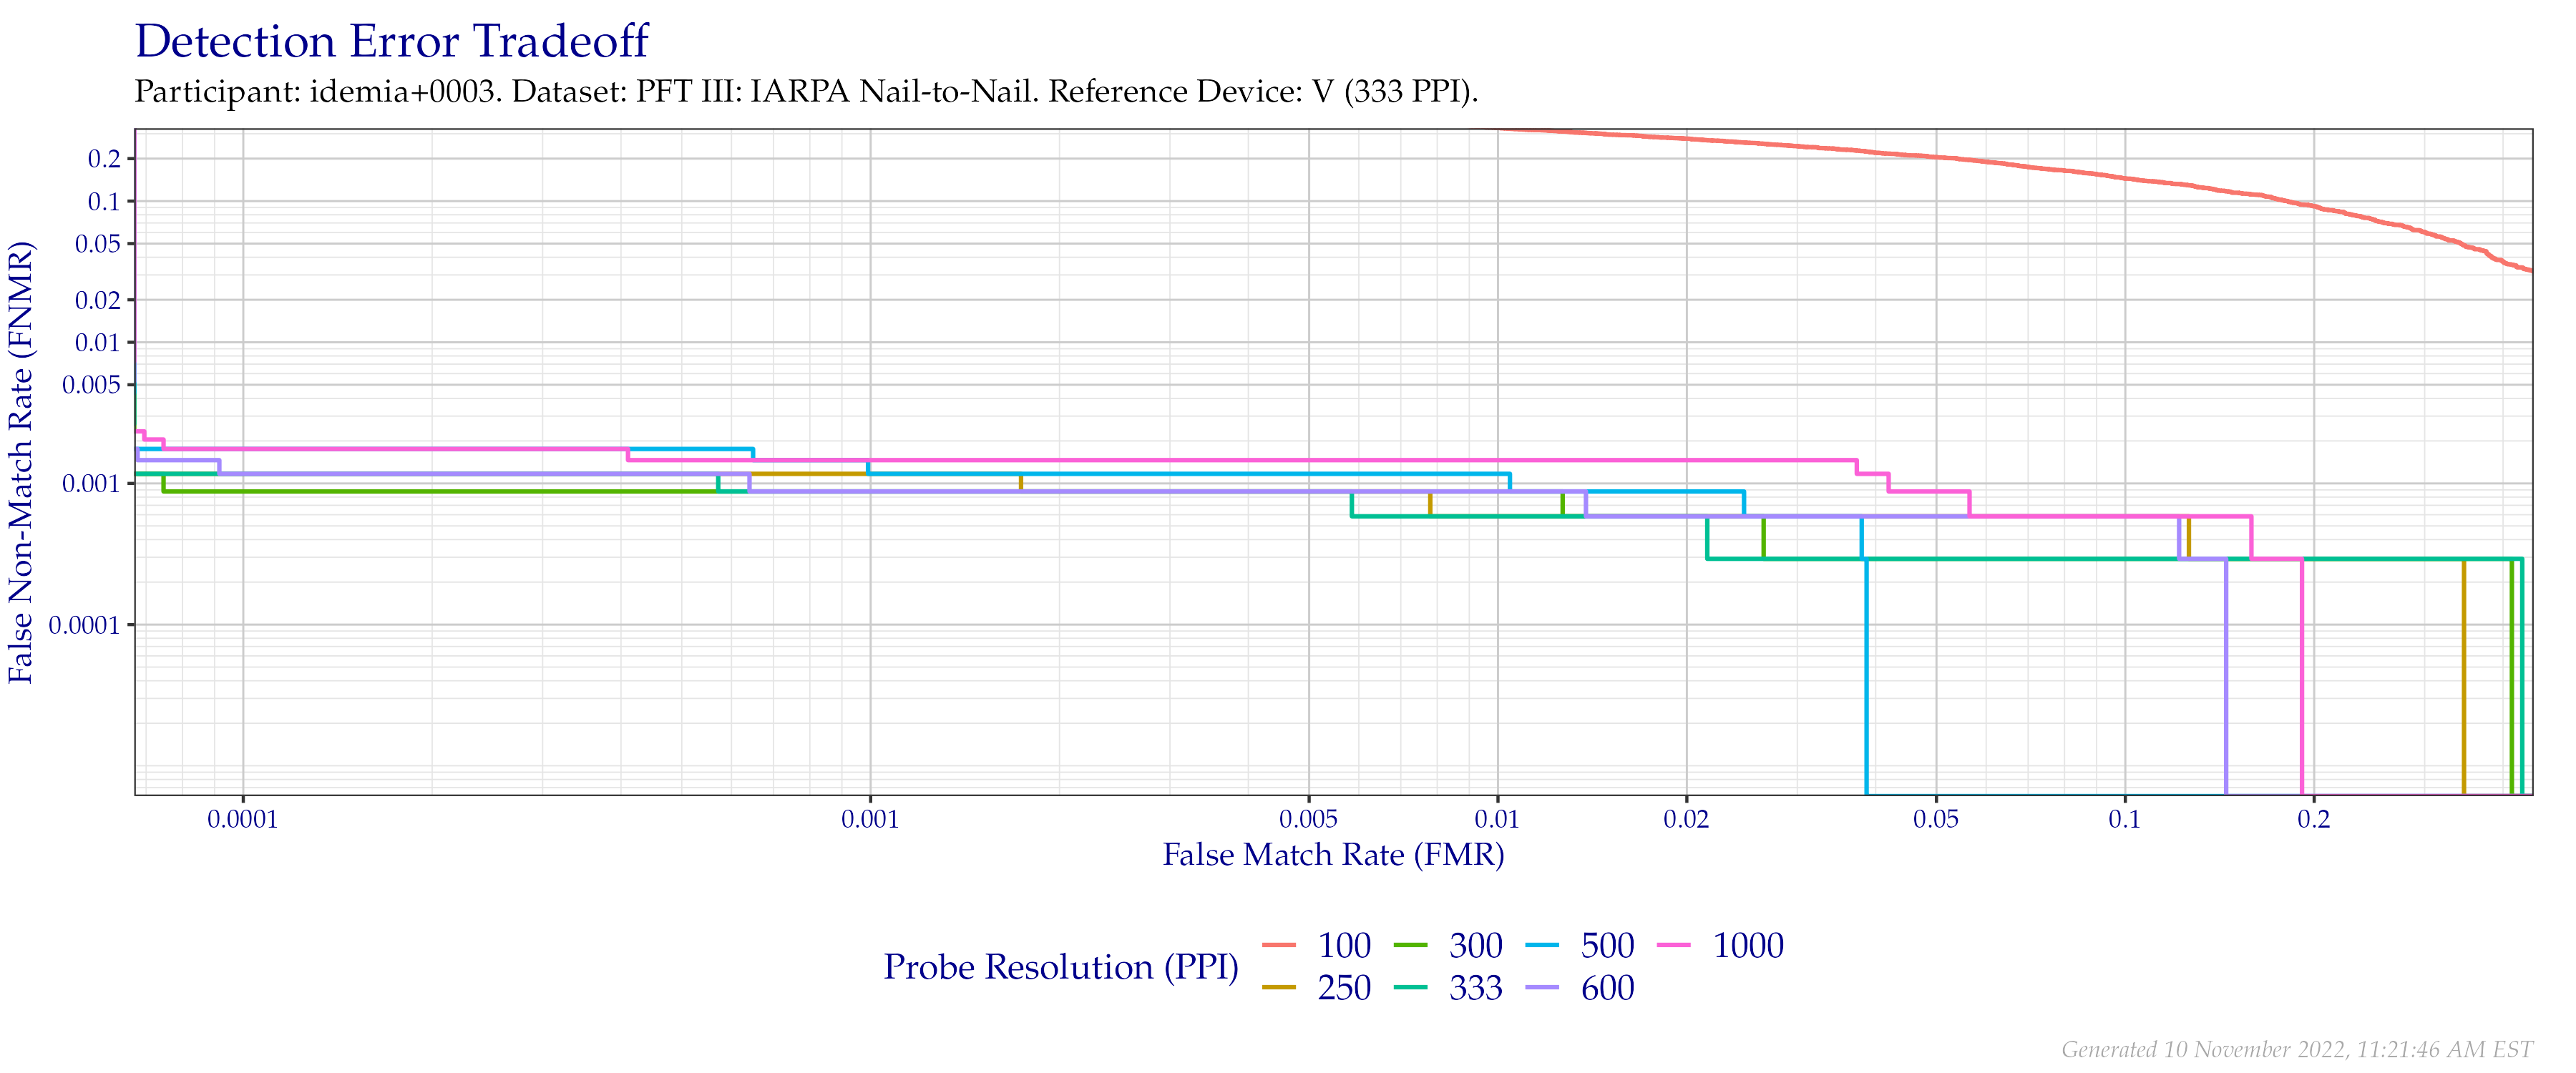 Detection Error Tradeoff
Participant: idemia+0003. Dataset: PFT III: IARPA Nail-to-Nail. Reference Device: V (333 PPI).
False Non-Match Rate (FNMR)
0.2
0.1
0.05
0.02
0.01
0.005
0.001
0.0001
0.0001 0.001 0.005 0.01 0.02 0.05 0.1 0.2
False Match Rate (FMR)
Probe Resolution (PPI)
100 300 500 1000
250 333 600
Generated 10 November 2022, 11:21:46 AM EST